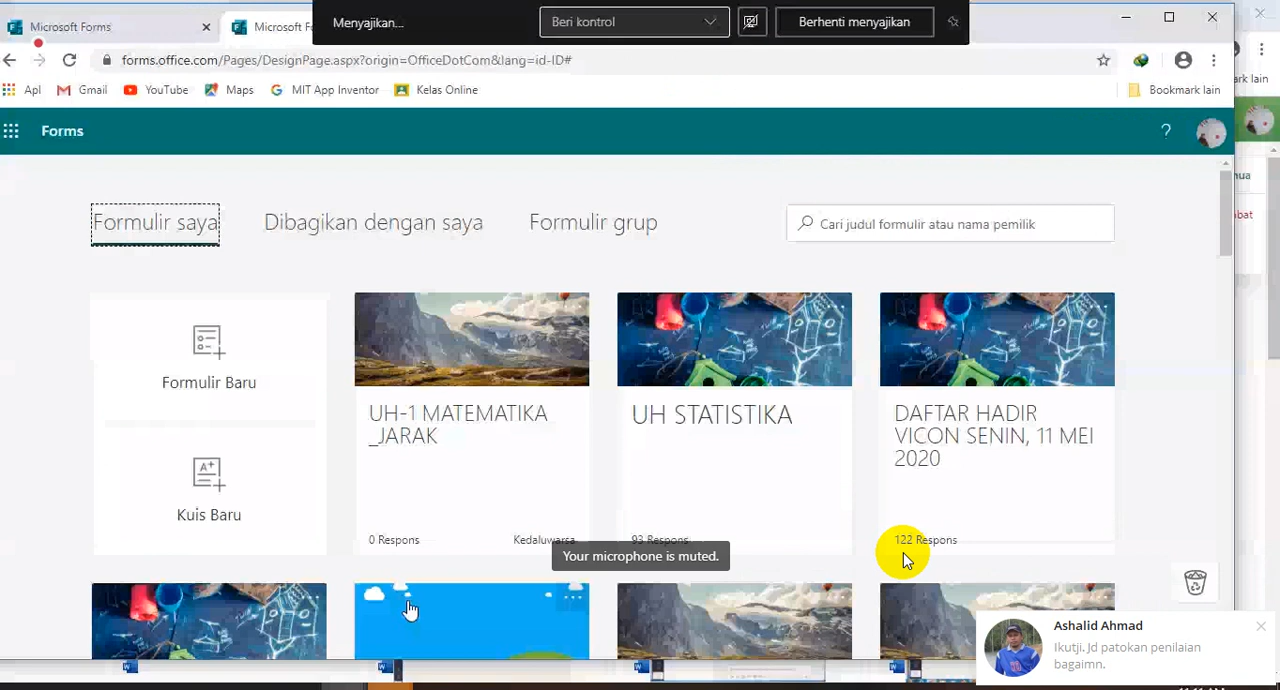 Microsoft Forms
Microsoft Fo
Menyajikan...
Beri kontrol
Berhenti menyajikan
forms.office.com/Pages/DesignPage.aspx?origin=OfficeDotCom&lang=id-ID#
Apl
Gmail
YouTube
Maps
MIT App Inventor
Kelas Online
Bookmark lain
ark lain
Forms
?
Formulir saya
Dibagikan dengan saya
Formulir grup
Cari judul formulir atau nama pemilik
Formulir Baru
Kuis Baru
UH-1 MATEMATIKA
_JARAK
0 Respons
Kedaluwarsa
UH STATISTIKA
93 Respons
DAFTAR HADIR
VICON SENIN, 11 MEI
2020
122 Respons
Your microphone is muted.
Ashalid Ahmad
Ikutji. Jd patokan penilaian
bagaimn.